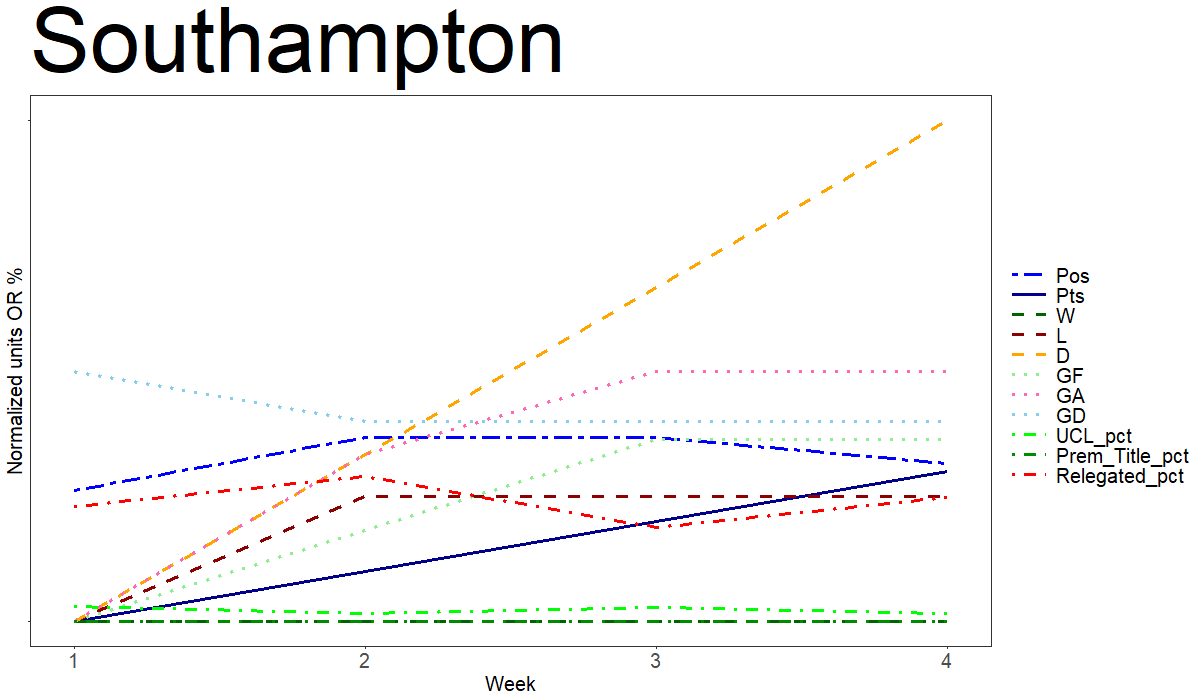 Southampton
Normalized units OR %
1 2 3 4
Week
Pos
Pts
W
L
D
GF
GA
GD
UCL_pct
Prem_Title_pct
Relegated_pct